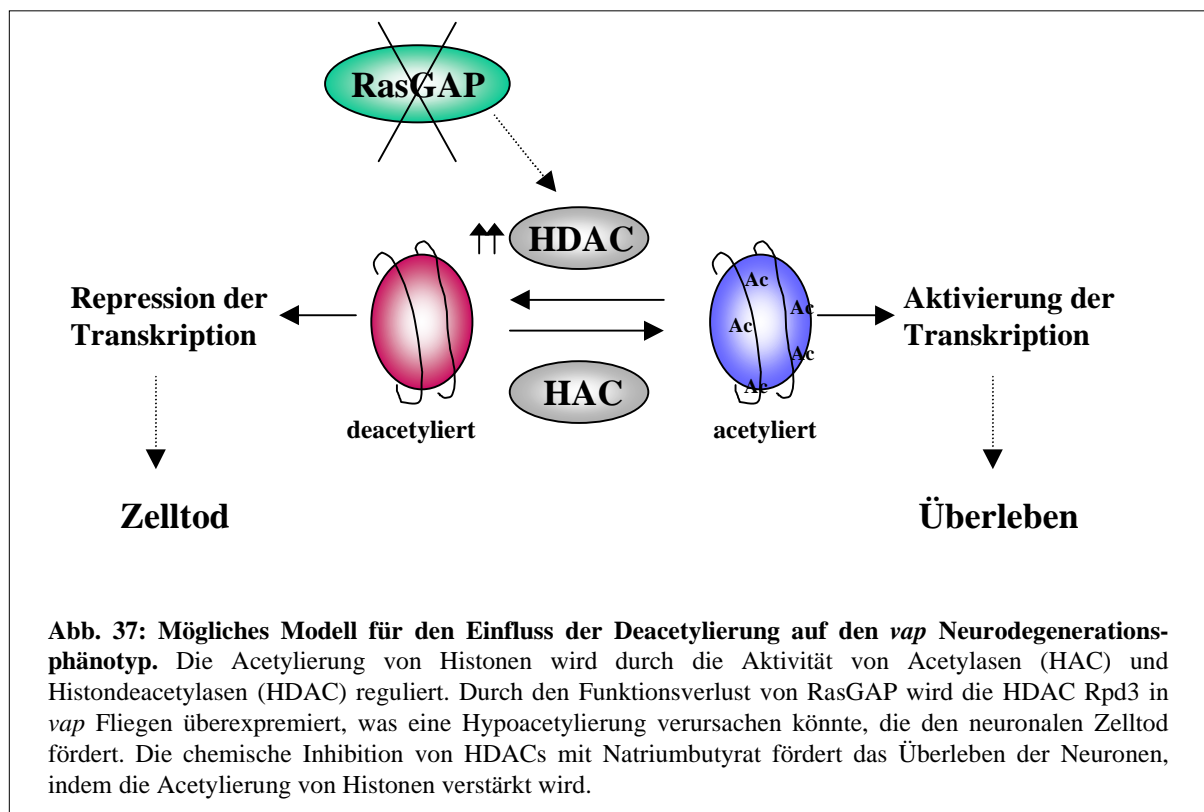 RasGAP
HDAC
Repression der
Transkription
Ac
Ac
Ac
Ac
Ac
Aktivierung der
Transkription
HAC
deacetyliert
acetyliert
Zelltod
Überleben
Abb. 37: Mögliches Modell für den Einfluss der Deacetylierung auf den vap Neurodegenerations-
phänotyp. Die Acetylierung von Histonen wird durch die Aktivität von Acetylasen (HAC) und
Histondeacetylasen (HDAC) reguliert. Durch den Funktionsverlust von RasGAP wird die HDAC Rpd3 in
vap Fliegen überexpremiert, was eine Hypoacetylierung verursachen könnte, die den neuronalen Zelltod
fördert. Die chemische Inhibition von HDACs mit Natriumbutyrat fördert das Überleben der Neuronen,
indem die Acetylierung von Histonen verstärkt wird.